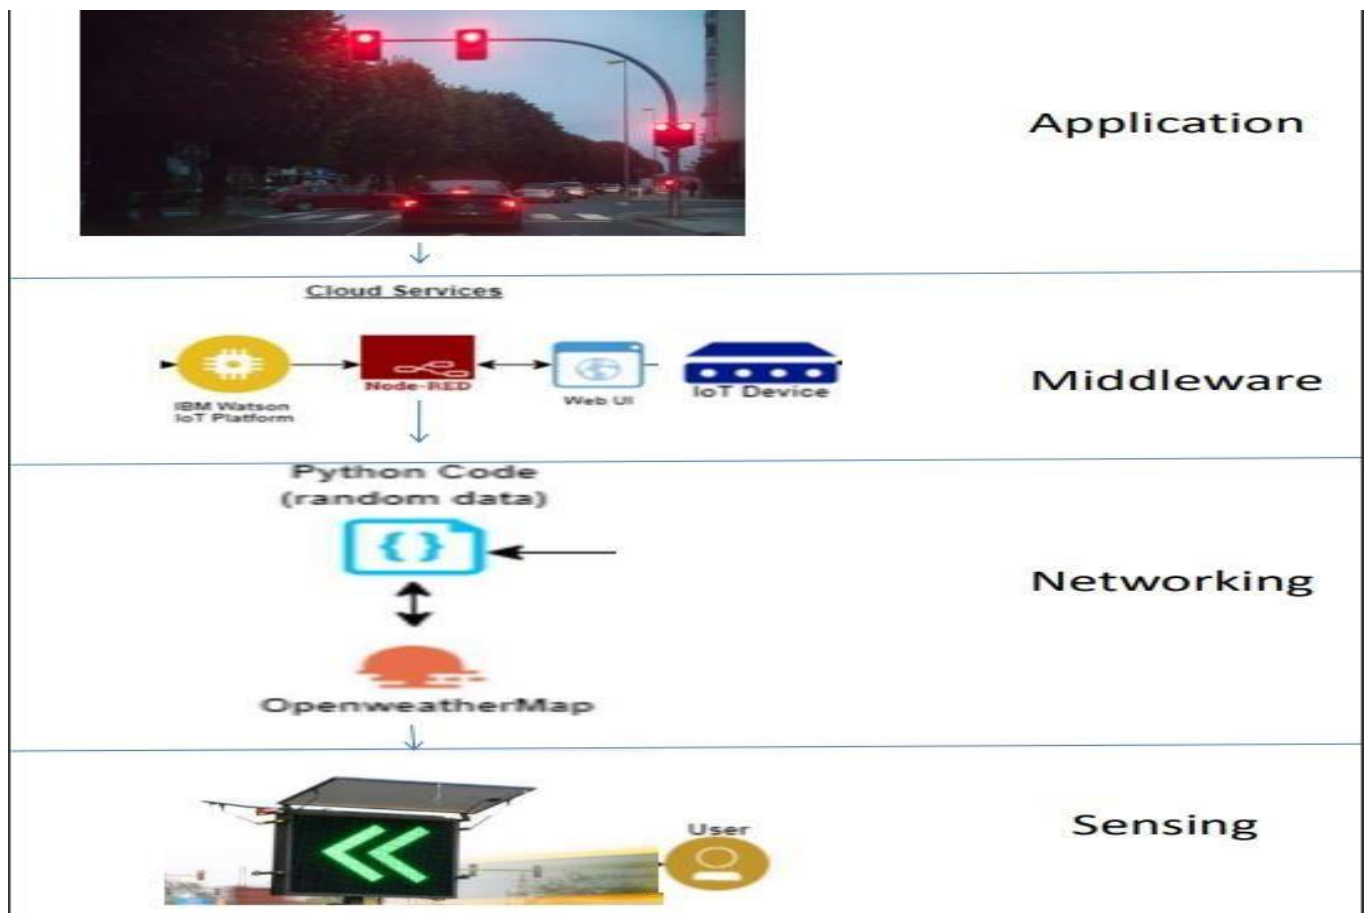 Application
Cloud Services
IBM Watson
IoT Platform
Node-RED
Web UI
IoT Device
Middleware
Python Code
(random data)
{}
Networking
OpenweatherMap
User
Sensing